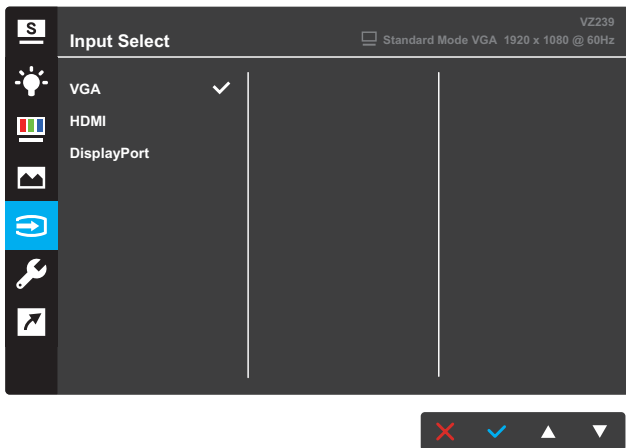 S
VZ239
Input Select
Standard Mode VGA 1920 x 1080 @ 60Hz
VGA
HDMI
DisplayPort